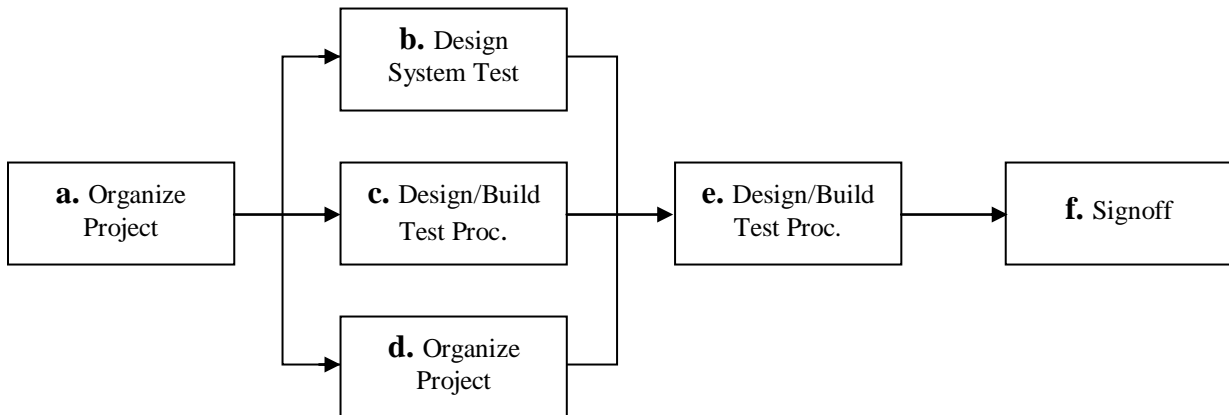 b. Design
System Test
a. Organize
Project
c. Design/Build
Test Proc.
e. Design/Build
Test Proc.
f. Signoff
d. Organize
Project